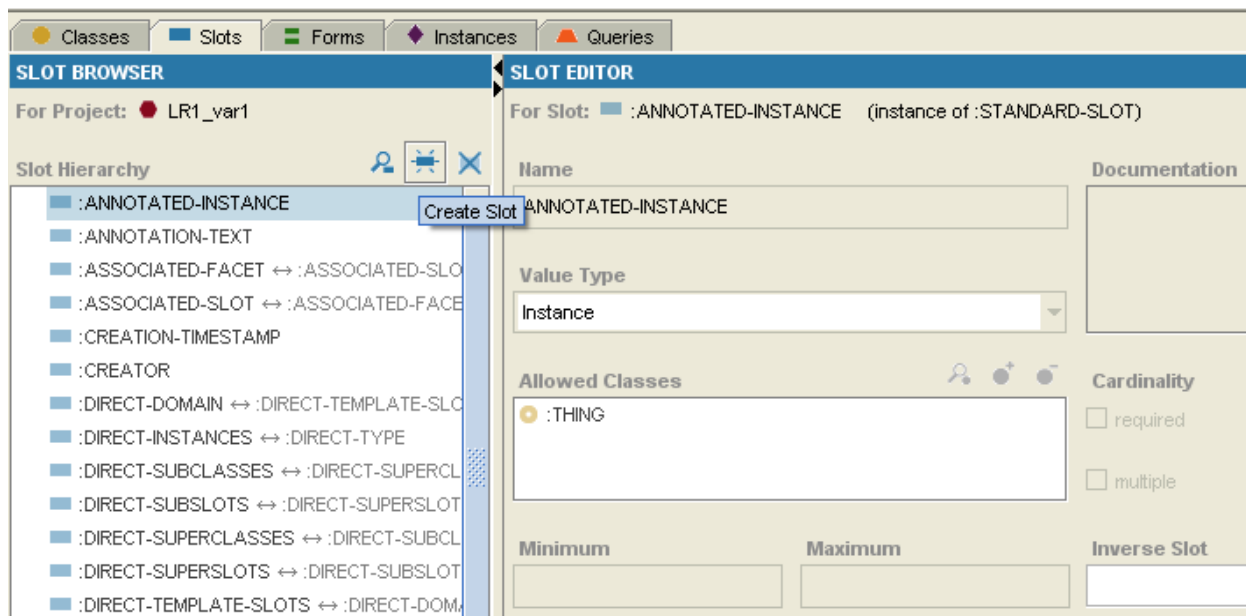 Classes Slots Forms Instances Queries
SLOT BROWSER
For Project: LR1_var1
Slot Hierarchy
:ANNOTATED-INSTANCE
Create Slot
:ANNOTATION-TEXT
:ASSOCIATED-FACET ↔ :ASSOCIATED-SLO
:ASSOCIATED-SLOT ↔ :ASSOCIATED-FACE
:CREATION-TIMESTAMP
:CREATOR
:DIRECT-DOMAIN ↔ :DIRECT-TEMPLATE-SLO
:DIRECT-INSTANCES ↔ :DIRECT-TYPE
:DIRECT-SUBCLASSES ↔ :DIRECT-SUPERCL
:DIRECT-SUBSLOTS ↔ :DIRECT-SUPERSLOT
:DIRECT-SUPERCLASSES ↔ :DIRECT-SUBCL
:DIRECT-SUPERSLOTS ↔ :DIRECT-SUBSLOT
:DIRECT-TEMPLATE-SLOTS ↔ :DIRECT-DOMA
SLOT EDITOR
For Slot: :ANNOTATED-INSTANCE (instance of :STANDARD-SLOT)
Name
ANNOTATED-INSTANCE
Documentation
Value Type
Instance
Allowed Classes
:THING
Cardinality
required
multiple
Minimum
Maximum
Inverse Slot